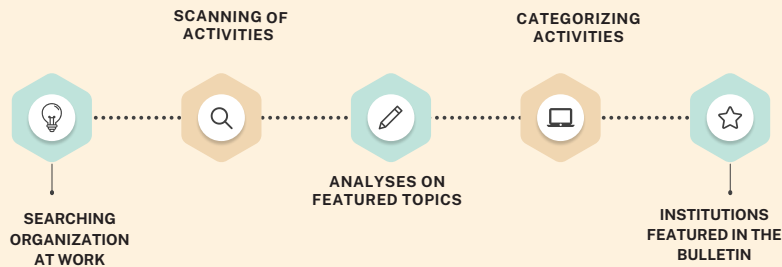 SCANNING OF
ACTIVITIES
CATEGORIZING
ACTIVITIES
ANALYSES ON
FEATURED TOPICS
SEARCHING
ORGANIZATION
AT WORK
INSTITUTIONS
FEATURED IN THE
BULLETIN